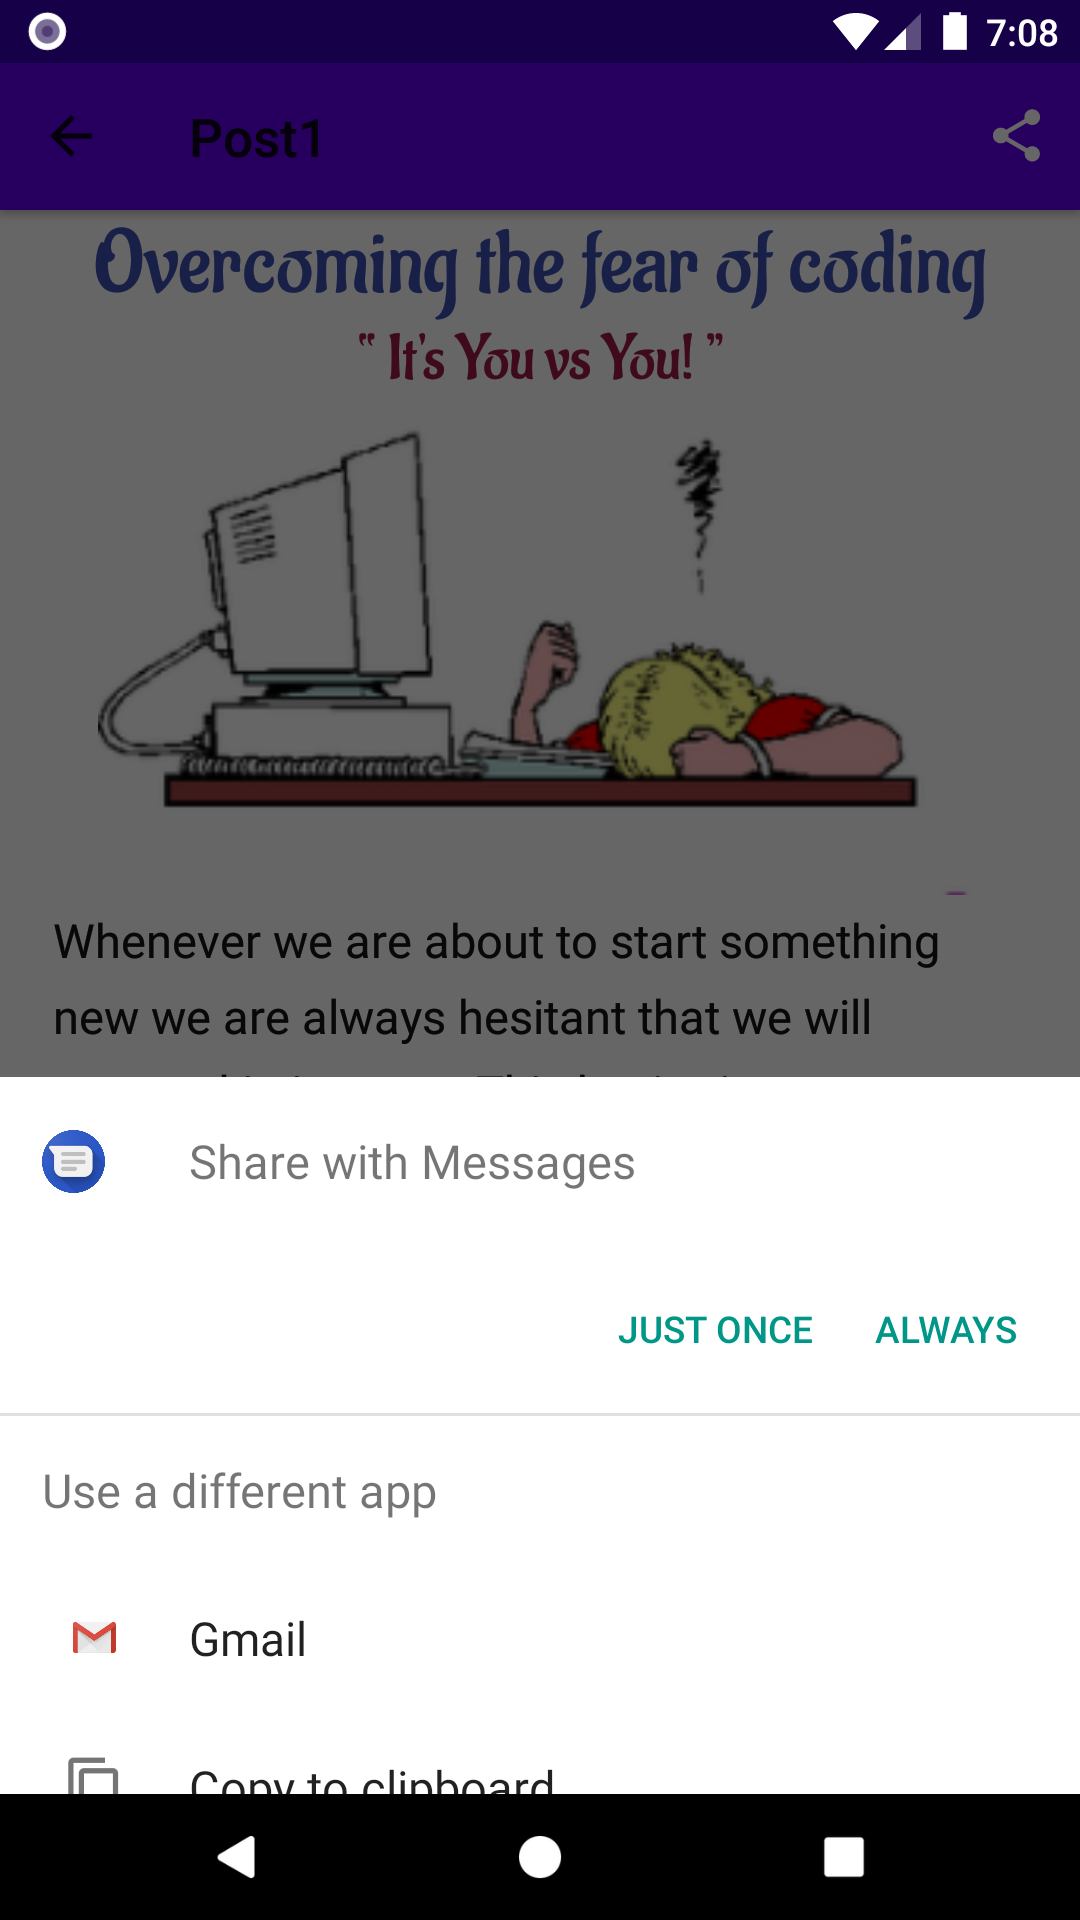 7:08
Post1
Overcoming the fear of coding
“ It's You vs You! ”
Whenever we are about to start something
new we are always hesitant that we will
Share with Messages
JUST ONCE
ALWAYS
Use a different app
Gmail
Copy to clipboard